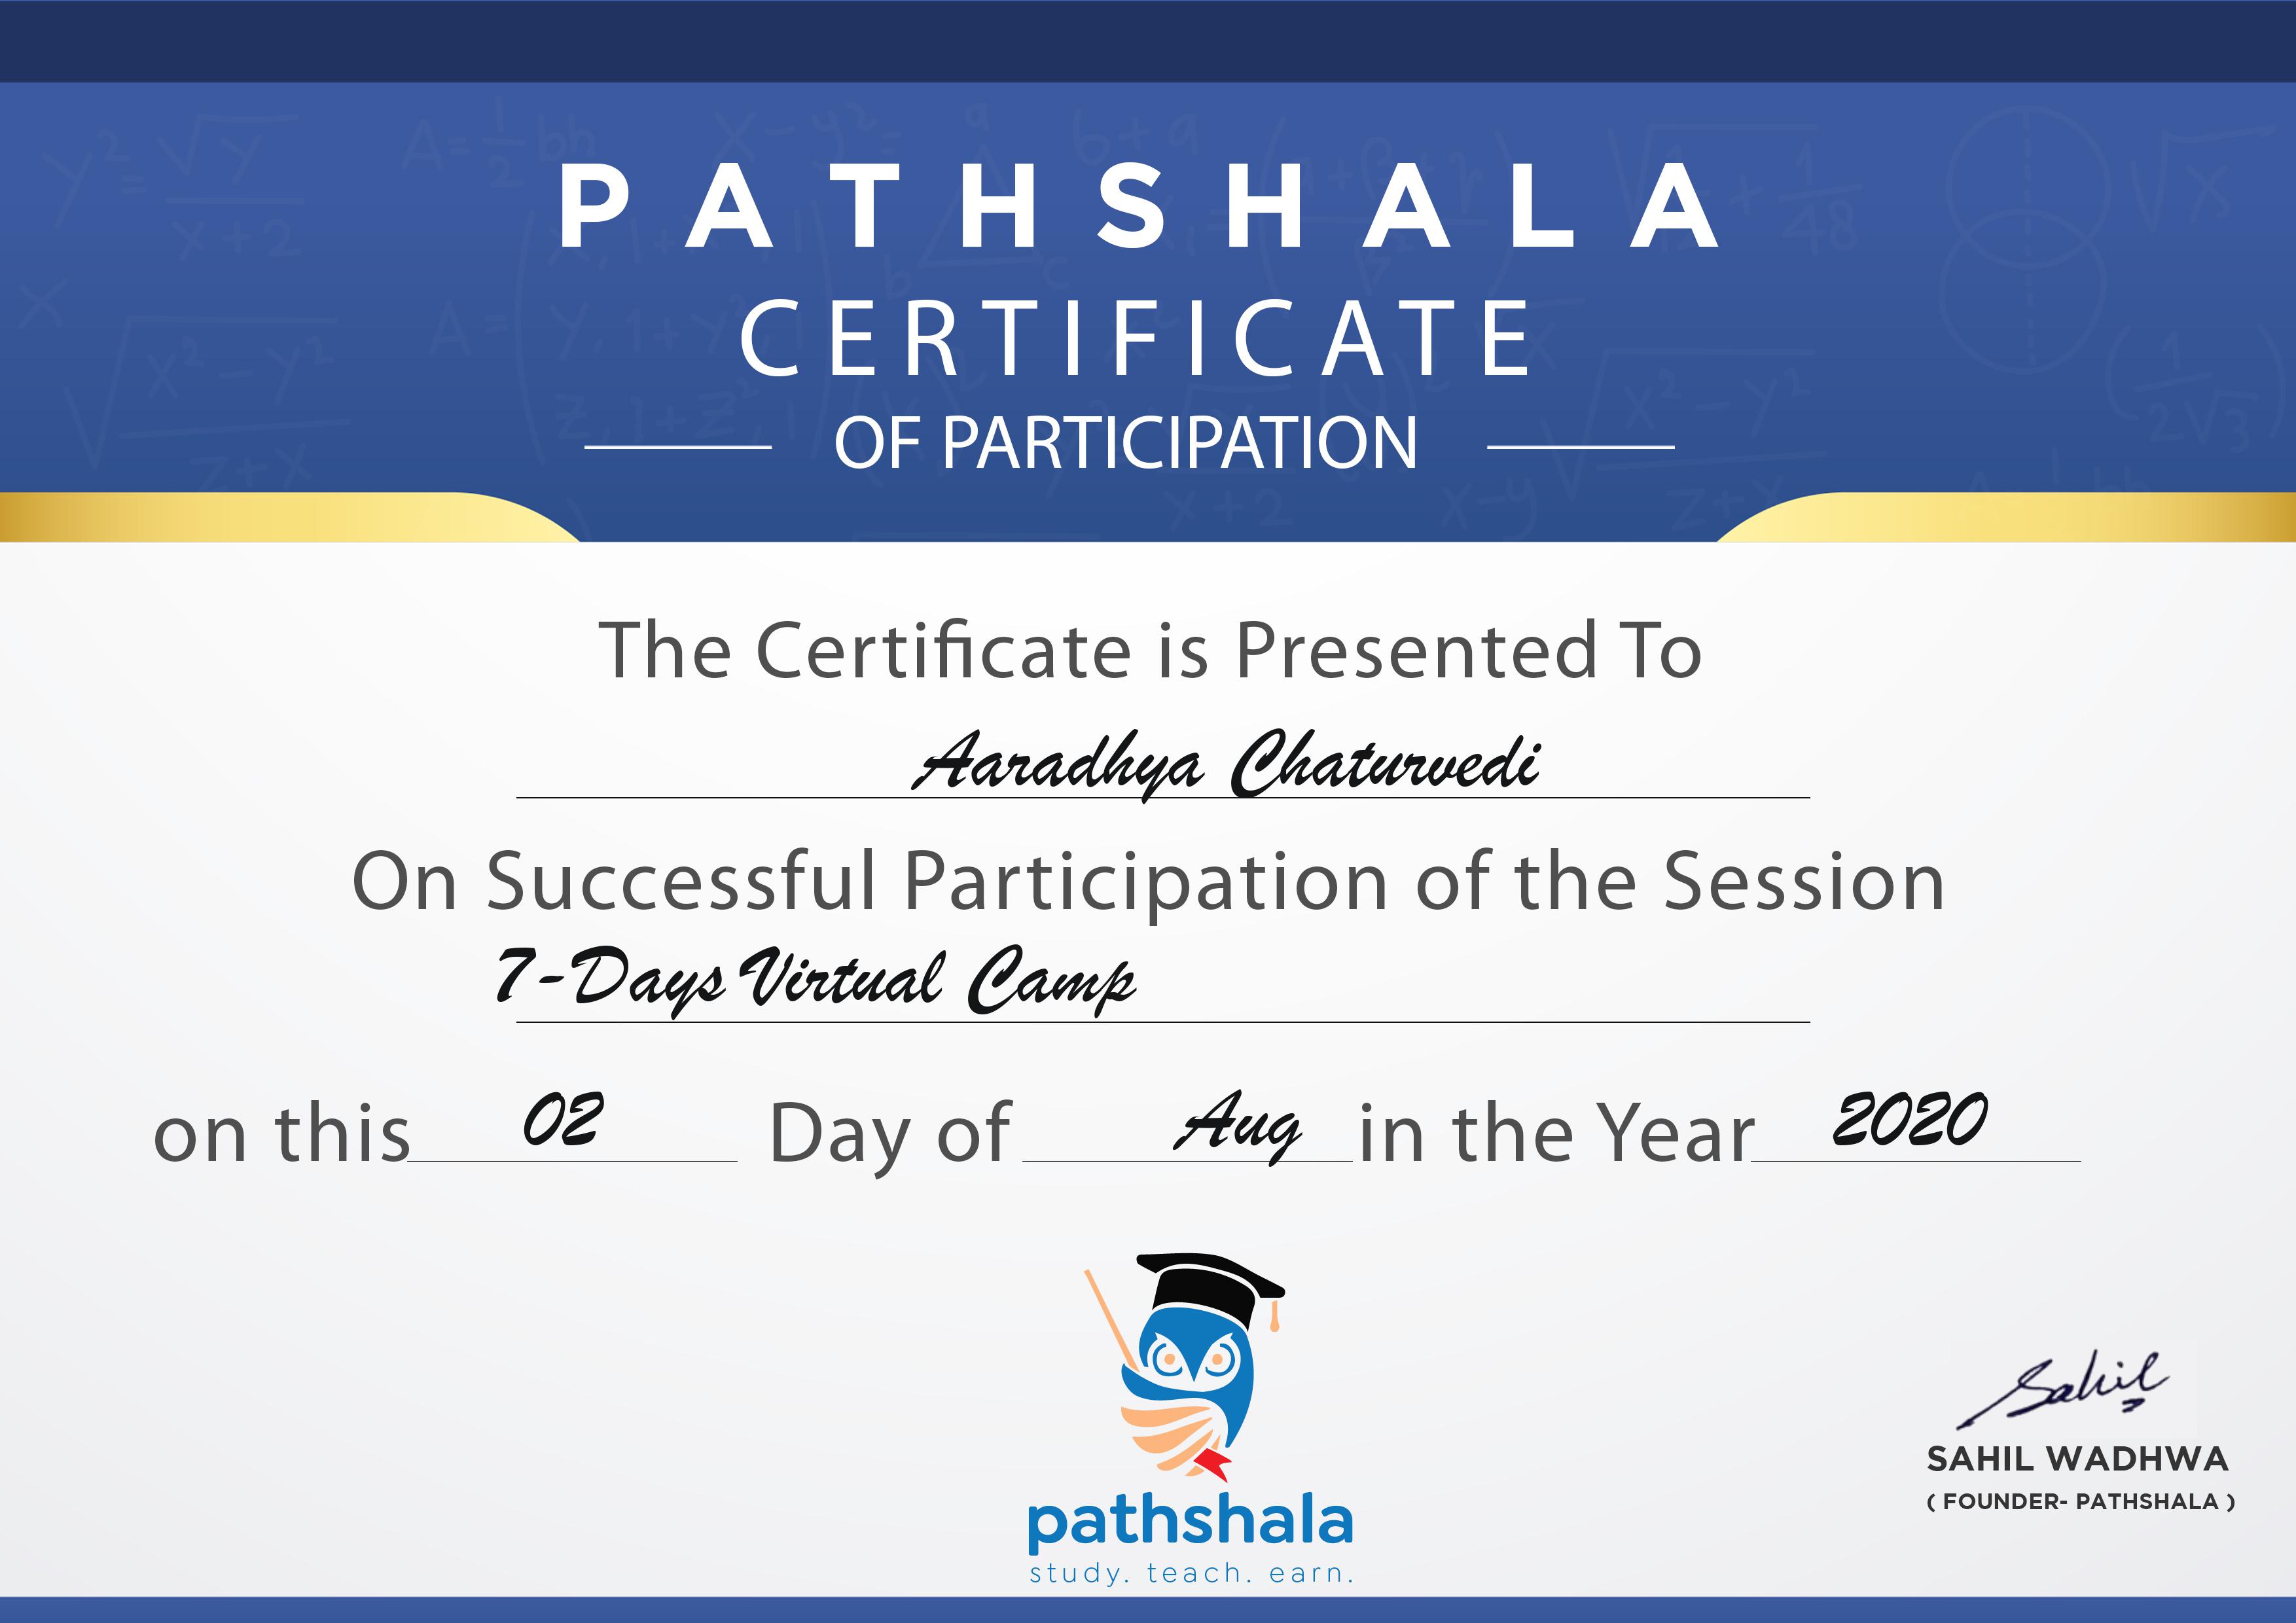 PATHSHALA
CERTIFICATE
OF PARTICIPATION
The Certificate is Presented To
Aaradhya Chaturvedi
On Successful Participation of the Session
7-Days Virtual Camp
on this 02 Day of Aug in the Year 2020
Sahil
SAHIL WADHWA
( FOUNDER- PATHSHALA )
pathshala
study. teach. earn.